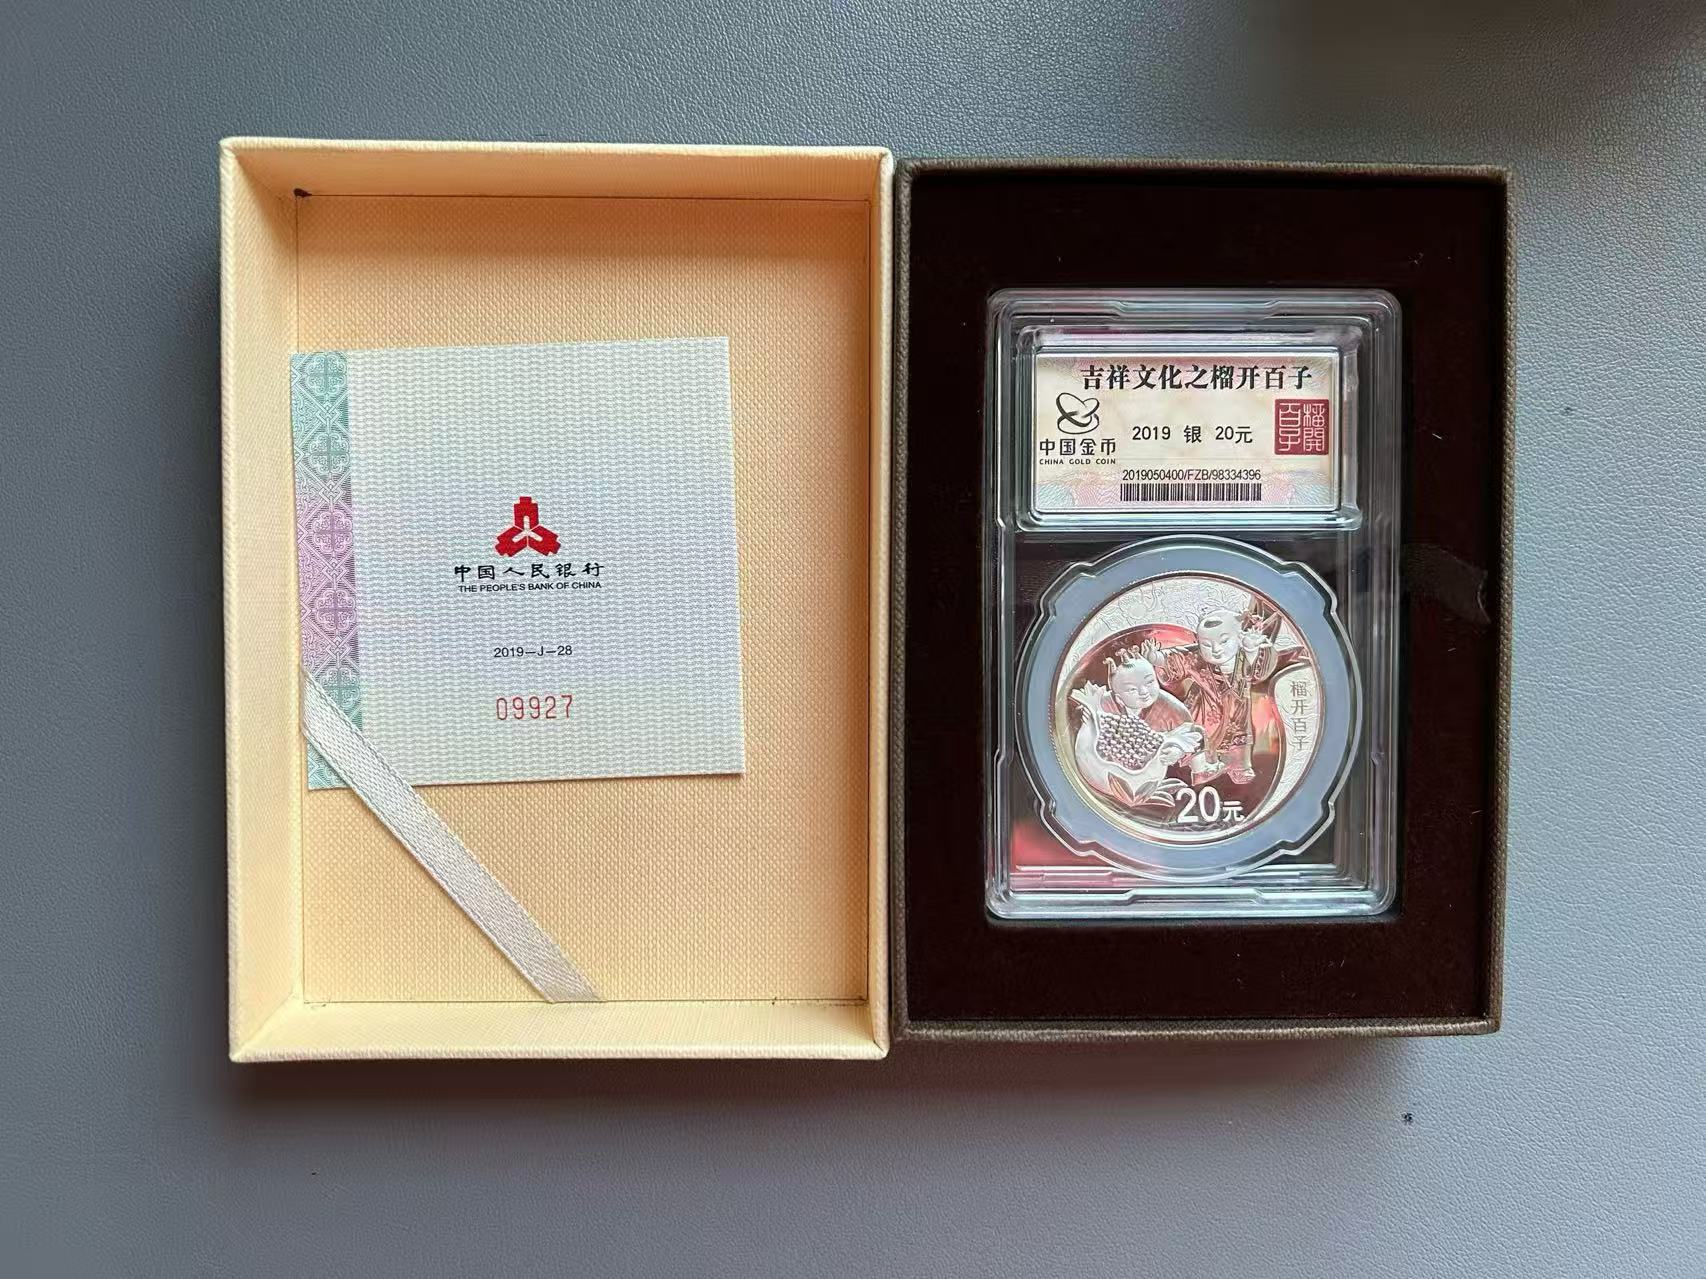 中国人民银行
THE PEOPLE'S BANK OF CHINA
2019—J—28
09927
吉祥文化之榴开百子
中国金币
CHINA GOLD COIN
2019 银 20元
榴開百子
2019050400/FZB/98334396
榴开百子
20元